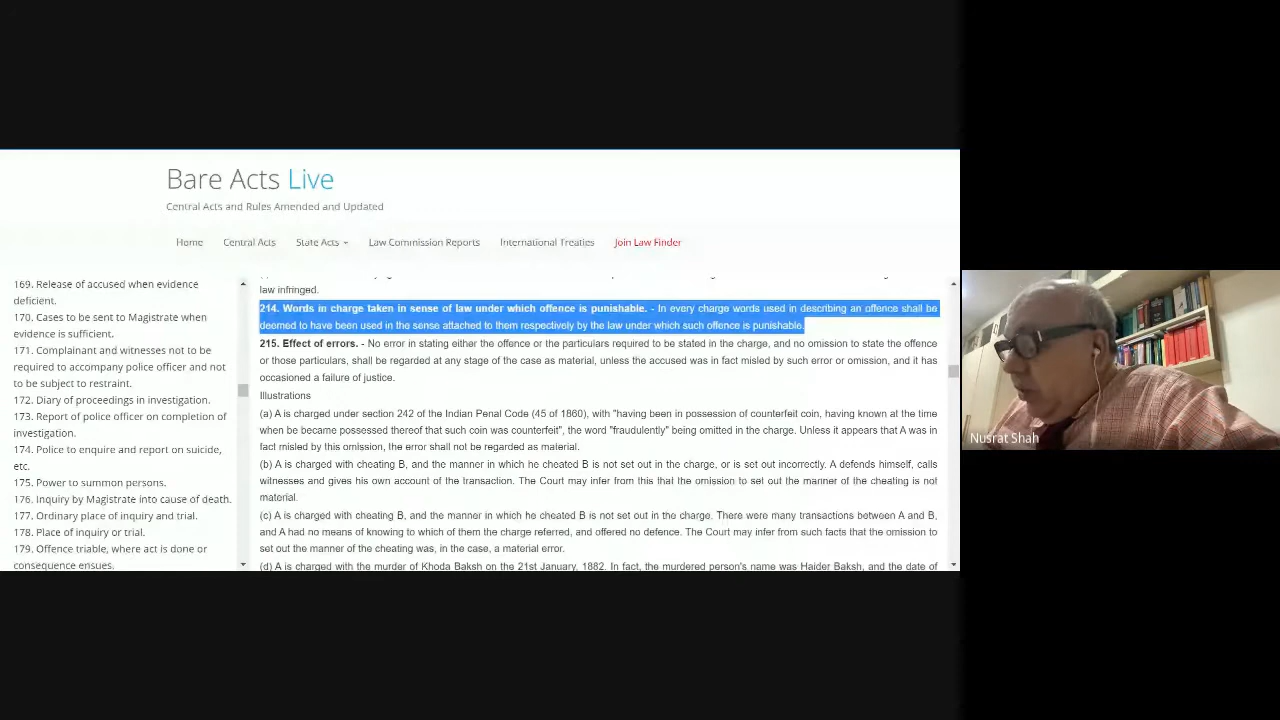 Bare Acts Live
Central Acts and Rules Amended and Updated
Home Central Acts State Acts Law Commission Reports International Treaties Join Law Finder
169. Release of accused when evidence
deficient.
170. Cases to be sent to Magistrate when
evidence is sufficient.
171. Complainant and witnesses not to be
required to accompany police officer and not
to be subject to restraint.
172. Diary of proceedings in investigation.
173. Report of police officer on completion of
investigation.
174. Police to enquire and report on suicide,
etc.
175. Power to summon persons.
176. Inquiry by Magistrate into cause of death.
177. Ordinary place of inquiry and trial.
178. Place of inquiry or trial.
179. Offence triable, where act is done or
consequence ensues.
law infringed.
214. Words in charge taken in sense of law under which offence is punishable. - In every charge words used in describing an offence shall be
deemed to have been used in the sense attached to them respectively by the law under which such offence is punishable.
215. Effect of errors. - No error in stating either the offence or the particulars required to be stated in the charge, and no omission to state the offence
or those particulars, shall be regarded at any stage of the case as material, unless the accused was in fact misled by such error or omission, and it has
occasioned a failure of justice.
Illustrations
(a) A is charged under section 242 of the Indian Penal Code (45 of 1860), with "having been in possession of counterfeit coin, having known at the time
when be became possessed thereof that such coin was counterfeit", the word "fraudulently" being omitted in the charge. Unless it appears that A was in
fact misled by this omission, the error shall not be regarded as material.
(b) A is charged with cheating B, and the manner in which he cheated B is not set out in the charge, or is set out incorrectly. A defends himself, calls
witnesses and gives his own account of the transaction. The Court may infer from this that the omission to set out the manner of the cheating is not
material.
(c) A is charged with cheating B, and the manner in which he cheated B is not set out in the charge. There were many transactions between A and B,
and A had no means of knowing to which of them the charge referred, and offered no defence. The Court may infer from such facts that the omission to
set out the manner of the cheating was, in the case, a material error.
(d) A is charged with the murder of Khoda Baksh on the 21st January, 1882. In fact, the murdered person's name was Haider Baksh, and the date of
Nusrat Shah